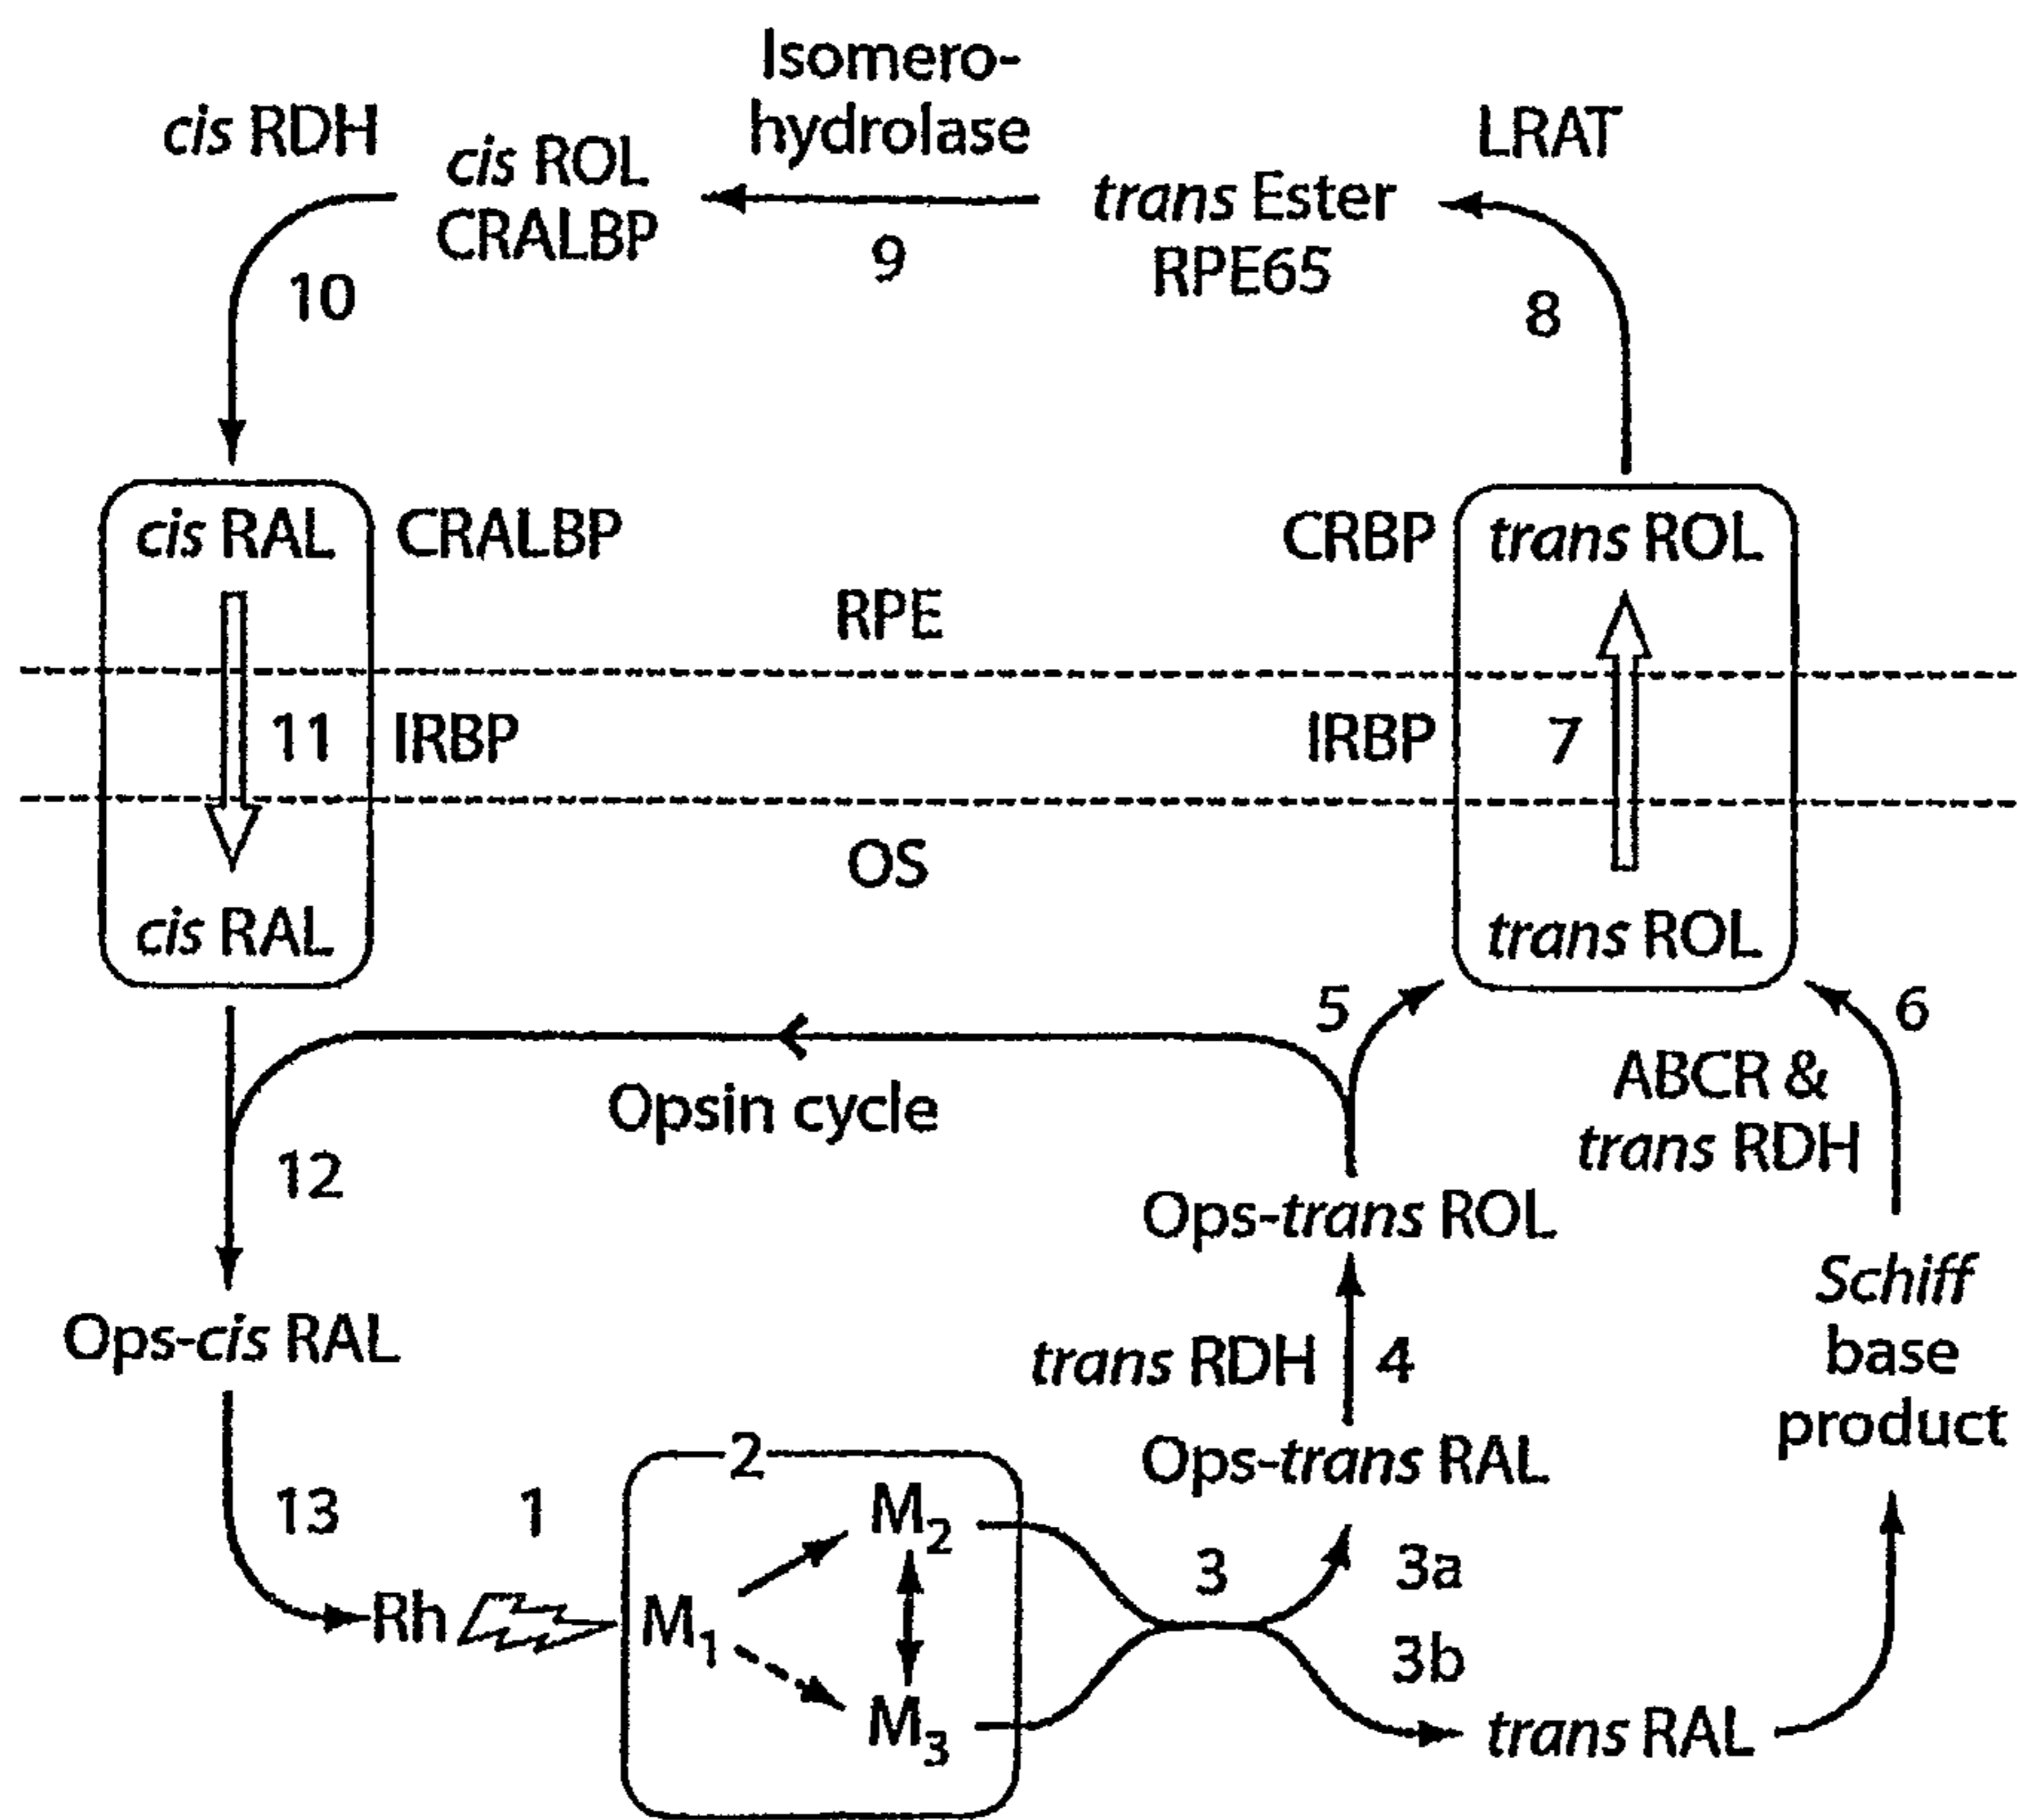 Isomero-
hydrolase
cis RDH
cis ROL
CRALBP
LRAT
trans Ester
RPE65
9
10
8
cis RAL
CRALBP
CRBP
trans ROL
RPE
11
IRBP
IRBP
7
OS
cis RAL
trans ROL
5
6
Opsin cycle
ABCR &
trans RDH
12
Ops-trans ROL
Schiff
base
product
Ops-cis RAL
trans RDH
4
Ops-trans RAL
13
1
2
M2
3
3a
Rh
M1
3b
M3
trans RAL